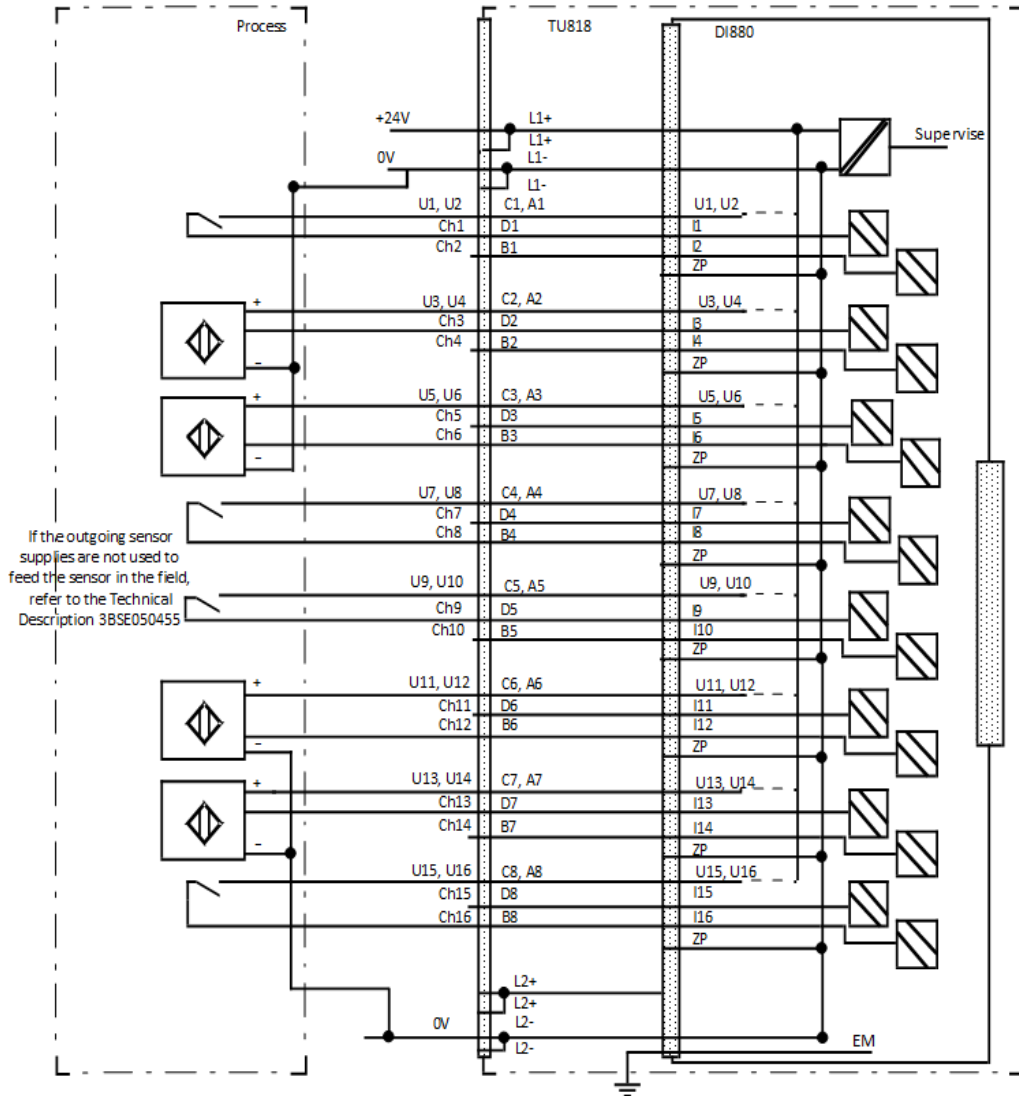 Process
TU818
DI880
+24V
L1+
L1+
Supervise
0V
L1-
L1-
U1, U2
C1, A1
U1, U2
Ch1
D1
I1
Ch2
B1
I2
ZP
+
U3, U4
C2, A2
U3, U4
Ch3
D2
I3
Ch4
B2
I4
–
ZP
+
U5, U6
C3, A3
U5, U6
Ch5
D3
I5
Ch6
B3
I6
–
ZP
U7, U8
C4, A4
U7, U8
Ch7
D4
I7
Ch8
B4
I8
If the outgoing sensor
supplies are not used to
feed the sensor in the field,
refer to the Technical
Description 3BSE050455
ZP
U9, U10
C5, A5
U9, U10
Ch9
D5
I9
Ch10
B5
I10
ZP
+
U11, U12
C6, A6
U11, U12
Ch11
D6
I11
Ch12
B6
I12
–
ZP
+
U13, U14
C7, A7
U13, U14
Ch13
D7
I13
Ch14
B7
I14
–
ZP
U15, U16
C8, A8
U15, U16
Ch15
D8
I15
Ch16
B8
I16
ZP
L2+
L2+
0V
L2-
L2-
EM